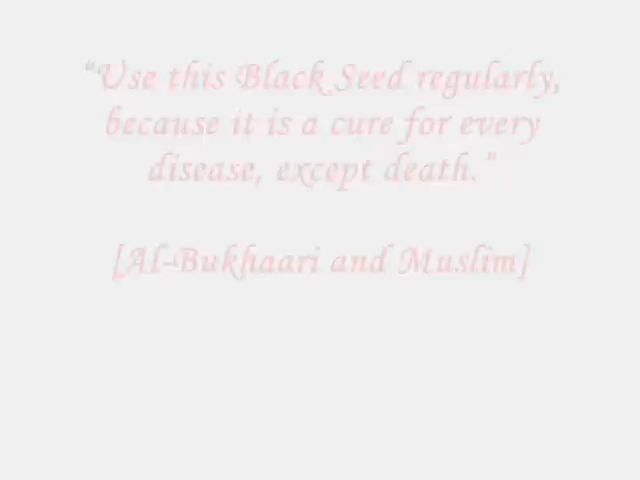 “Use this Black Seed regularly,
because it is a cure for every
disease, except death.”
[Al-Bukhaari and Muslim]